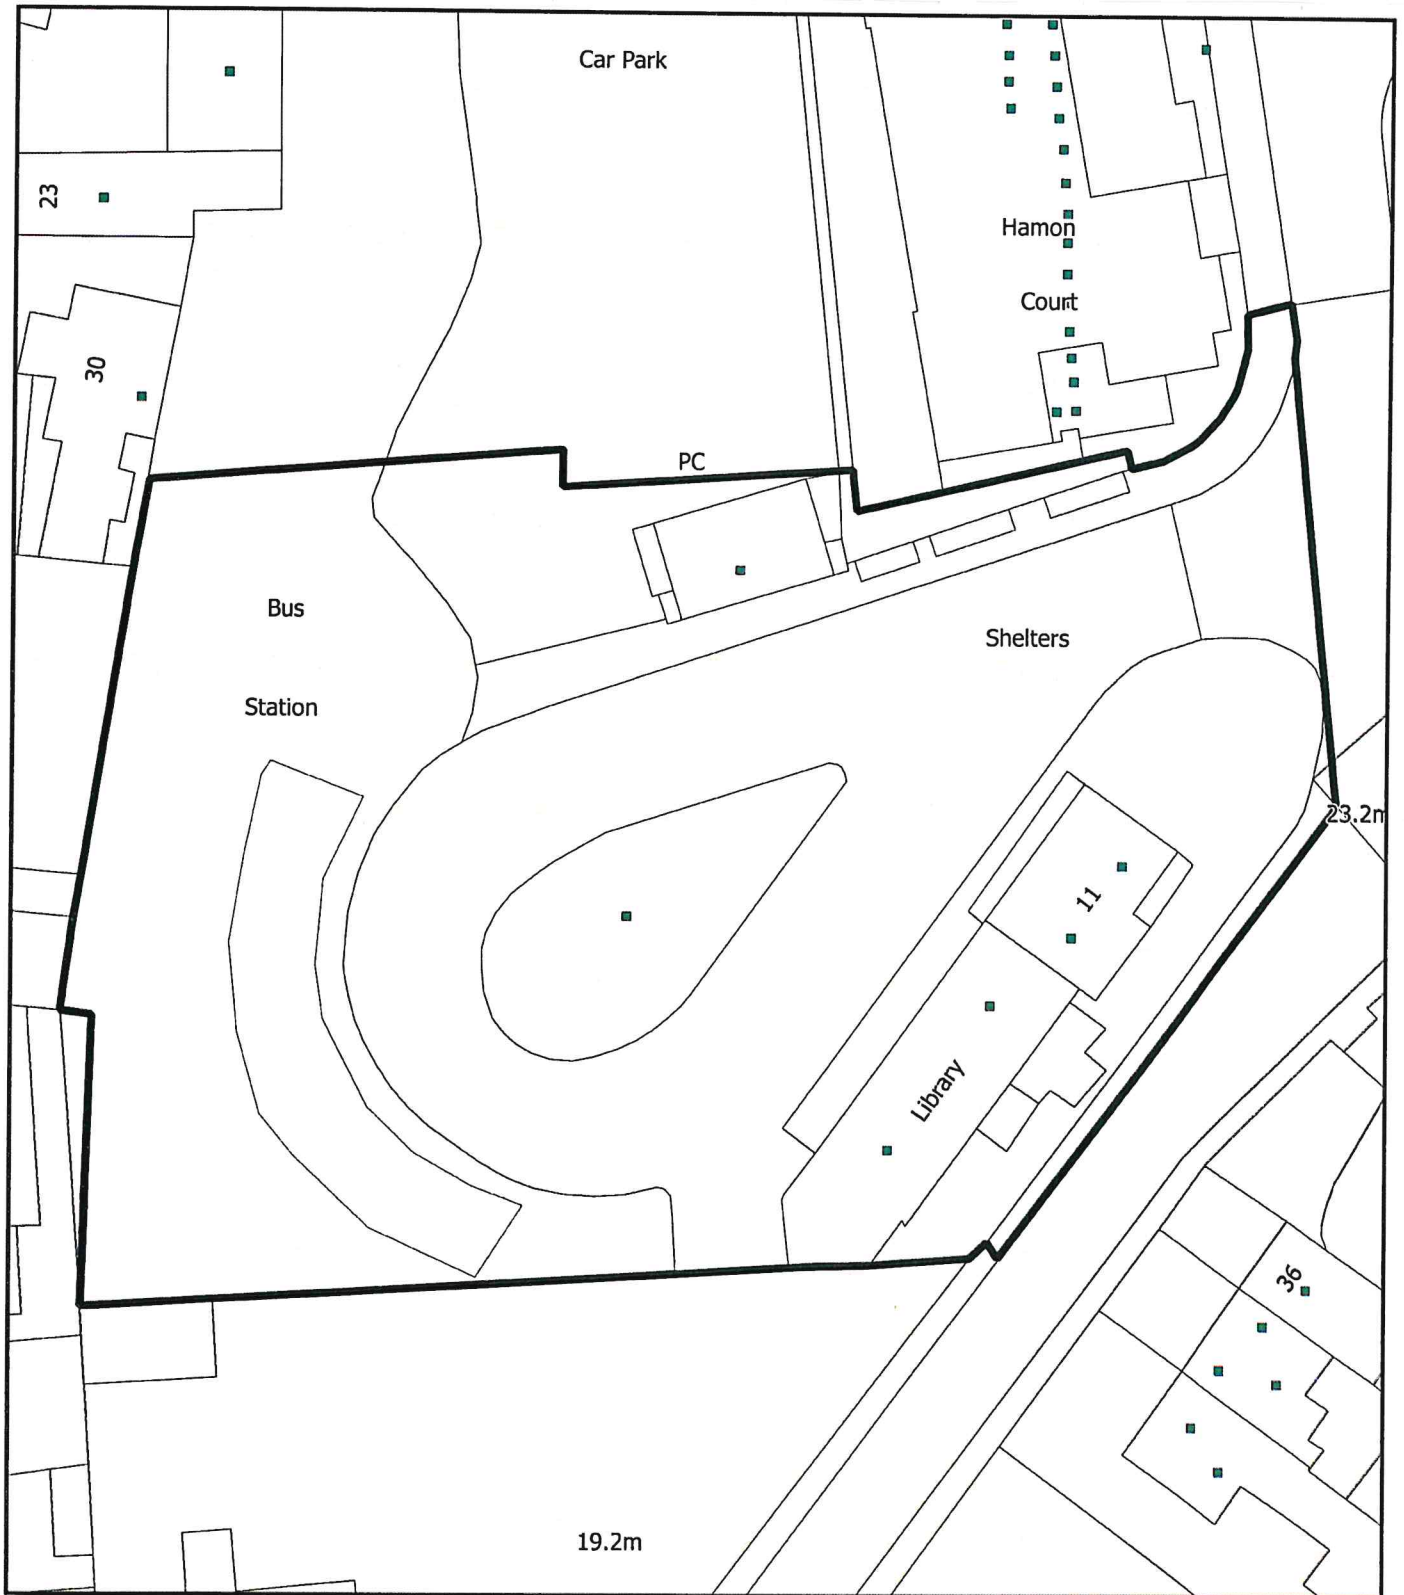 Car Park
23
Hamon
Court
30
PC
Bus
Shelters
Station
23.2m
11
Library
36
19.2m